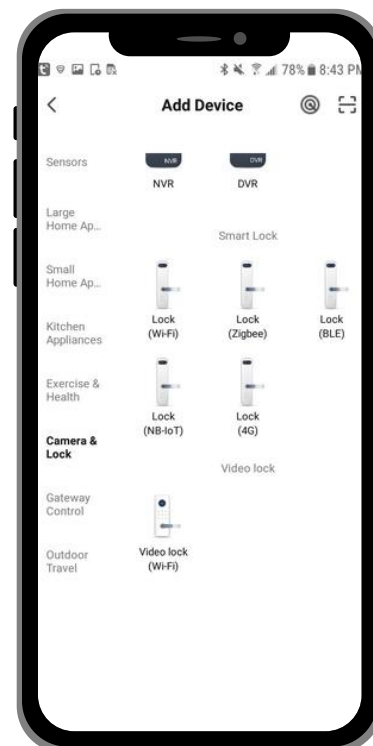 78% 8:43 PM
Add Device
Sensors
NVR
DVR
NVR
DVR
Large
Home Ap...
Smart Lock
Small
Home Ap...
Lock
(Wi-Fi)
Lock
(Zigbee)
Lock
(BLE)
Kitchen
Appliances
Exercise &
Health
Lock
(NB-IoT)
Lock
(4G)
Camera &
Lock
Video lock
Gateway
Control
Outdoor
Travel
Video lock
(Wi-Fi)